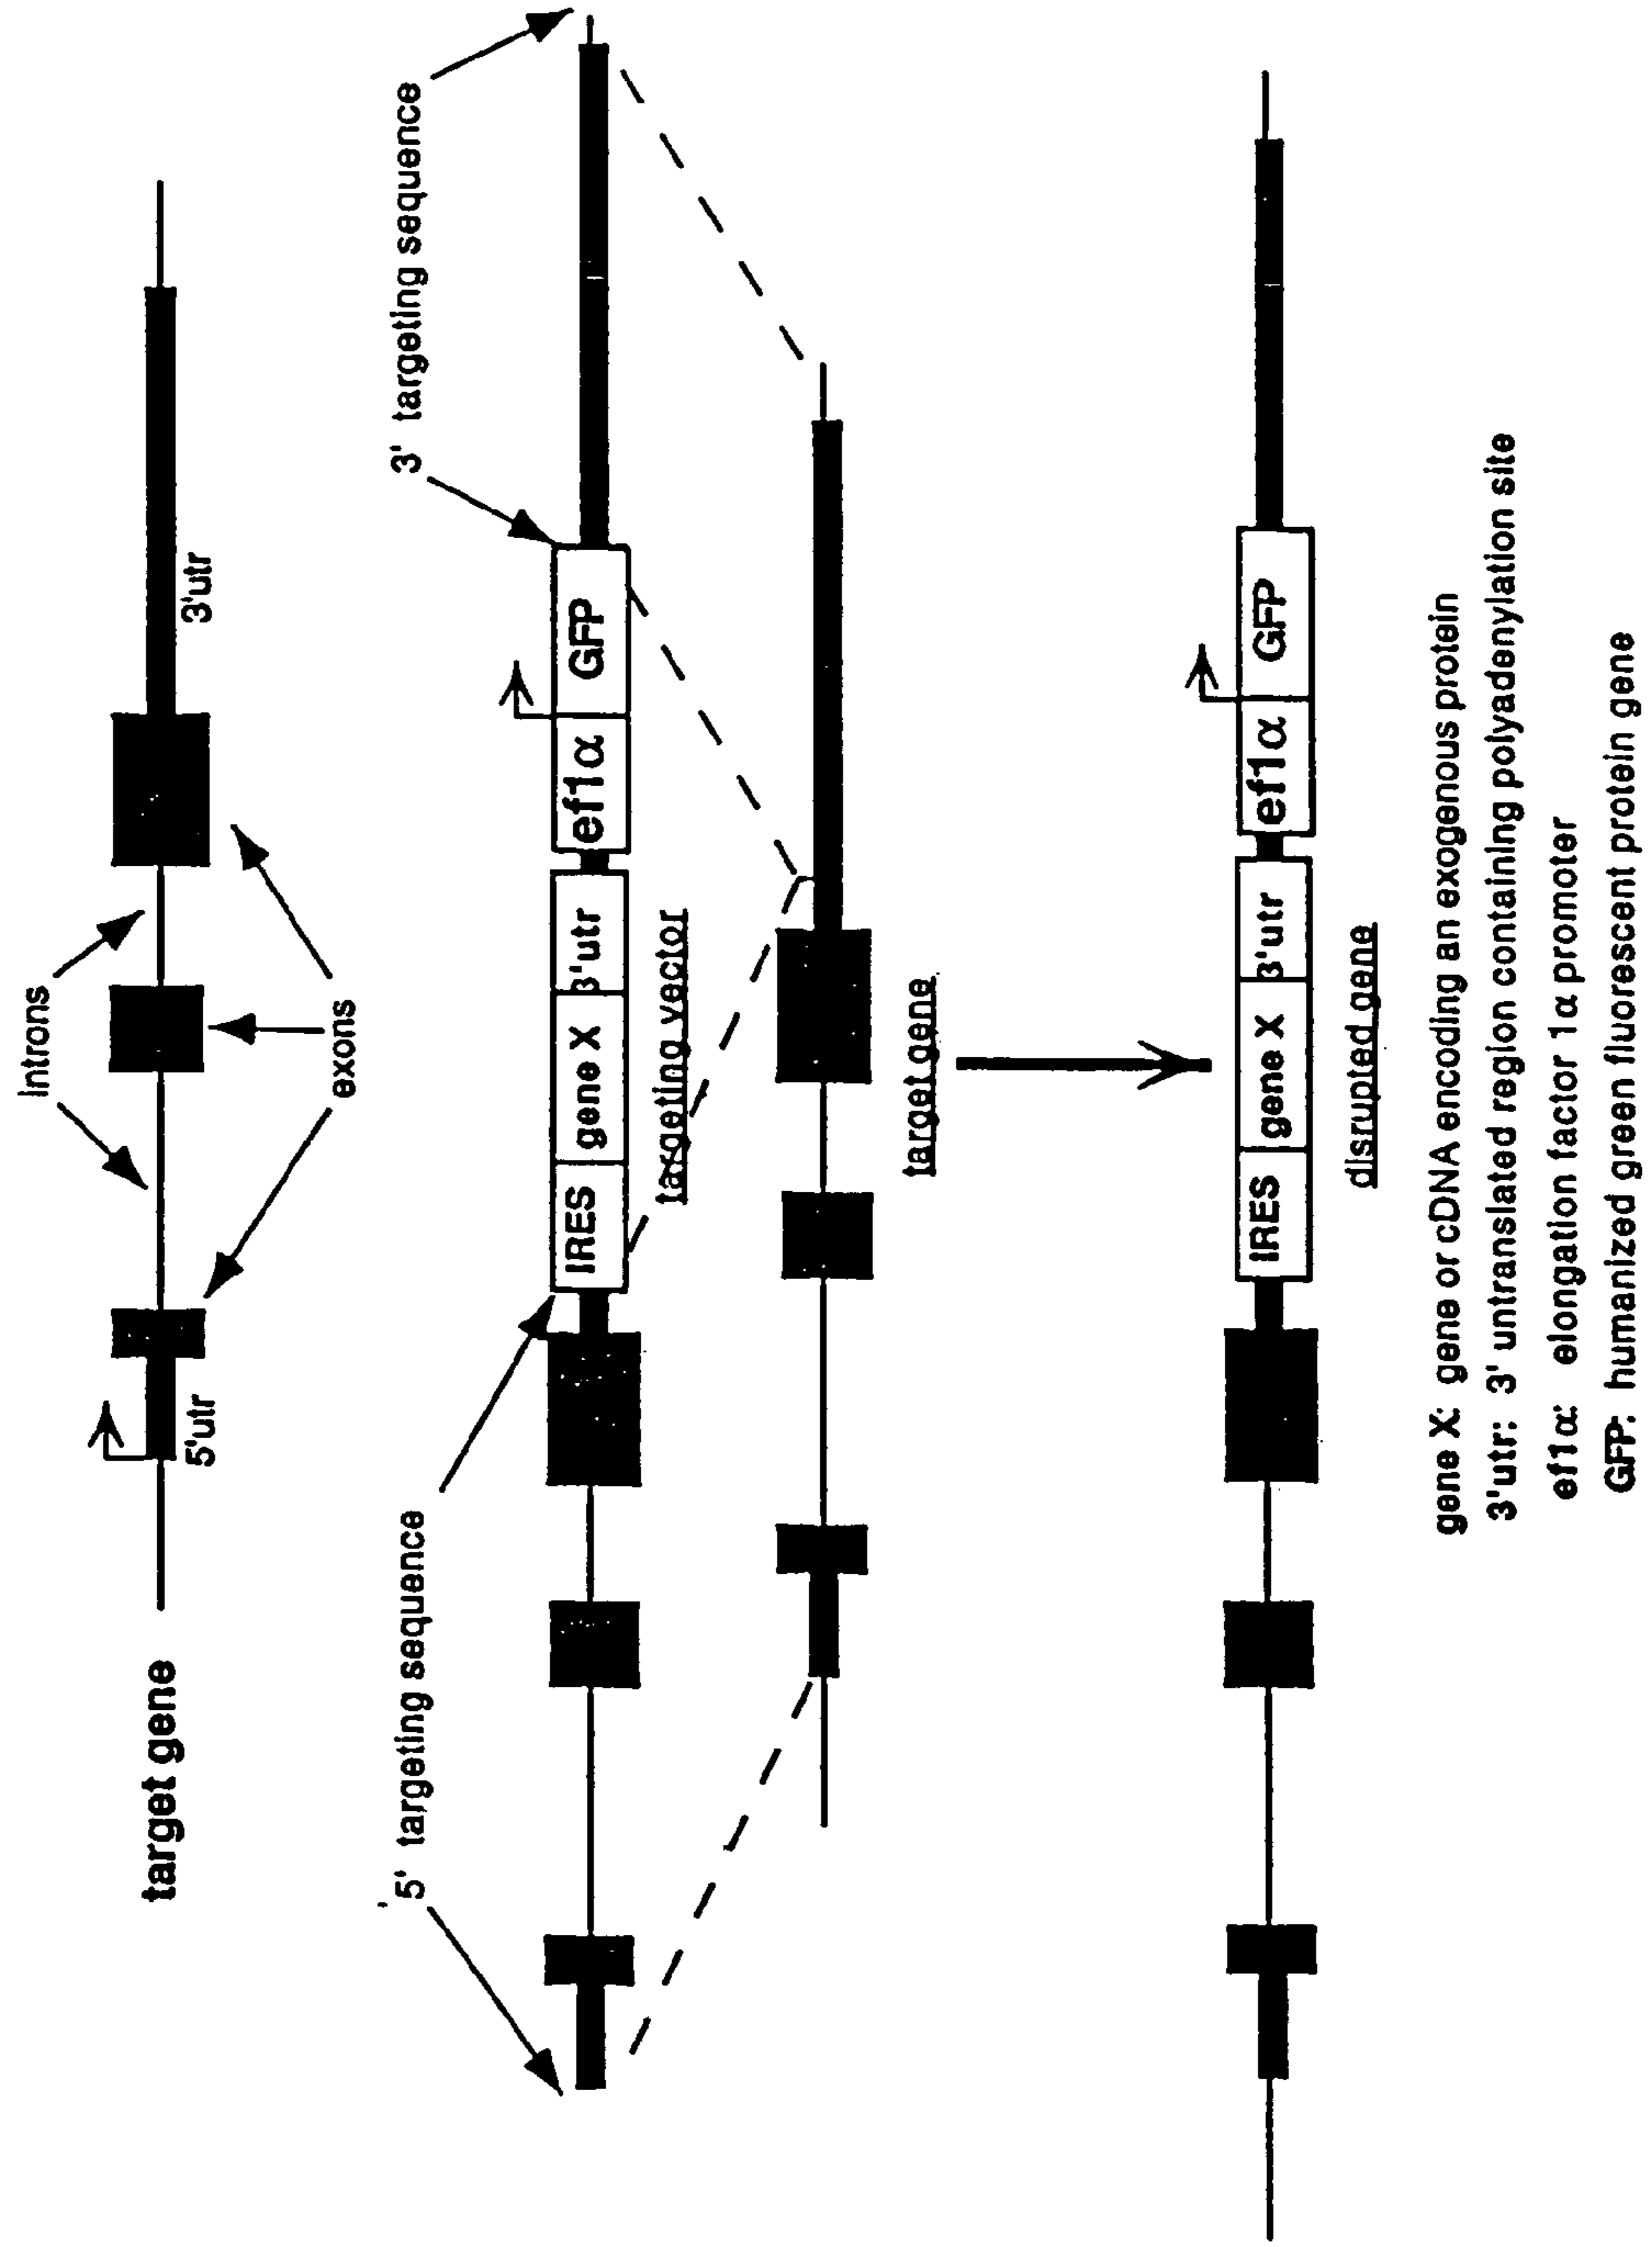 target gene
Introns
5'utr
3'utr
exons
5' targeting sequence
3' targeting sequence
IRES
gene X
3'utr
ef1α
GFP
targeting vector
target gene
IRES
gene X
3'utr
ef1α
GFP
disrupted gene
gene X: gene or cDNA encoding an exogenous protein
3'utr: 3' untranslated region containing polyadenylation site
ef1α: elongation factor 1α promoter
GFP: humanized green fluorescent protein gene